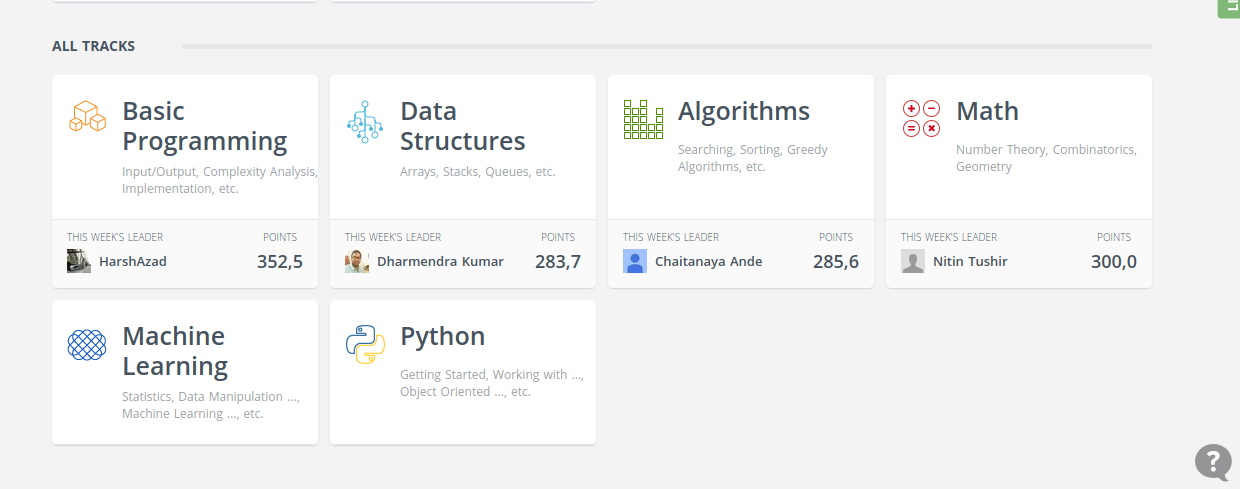 ALL TRACKS
Basic
Programming
Input/Output, Complexity Analysis,
Implementation, etc.
THIS WEEK'S LEADER POINTS
HarshAzad 352,5
Data
Structures
Arrays, Stacks, Queues, etc.
THIS WEEK'S LEADER POINTS
Dharmendra Kumar 283,7
Algorithms
Searching, Sorting, Greedy
Algorithms, etc.
THIS WEEK'S LEADER POINTS
Chaitanaya Ande 285,6
Math
Number Theory, Combinatorics,
Geometry
THIS WEEK'S LEADER POINTS
Nitin Tushir 300,0
Machine
Learning
Statistics, Data Manipulation ...,
Machine Learning ..., etc.
Python
Getting Started, Working with ...,
Object Oriented ..., etc.
?